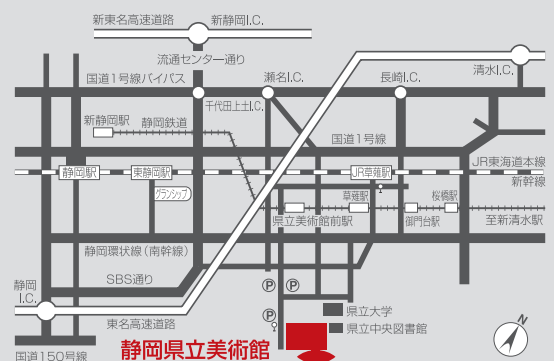 新東名高速道路
新静岡I.C.
流通センター通り
清水I.C.
国道1号線バイパス
瀬名I.C.
長崎I.C.
千代田上土I.C.
新静岡駅
静岡鉄道
国道1号線
JR東海道本線
静岡駅
東静岡駅
JR草薙駅
新幹線
グランシップ
県立美術館前駅
草薙駅
御門台駅
桜橋駅
至新清水駅
静岡環状線(南幹線)
SBS通り
静岡
I.C.
P
P
P
東名高速道路
県立大学
県立中央図書館
国道150号線
静岡県立美術館
N